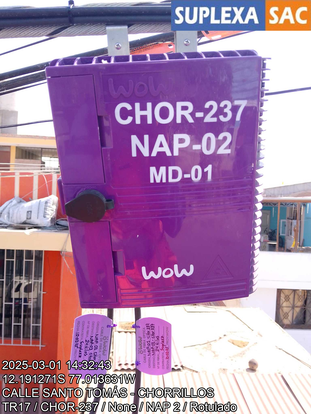 SUPLEXA SAC
WOW
CHOR-237
NAP-02
MD-01
WOW
2025-03-01 14:32:43
12.191271S 77.013631W
CALLE SANTO TOMÁS - CHORRILLOS
TR17 / CHOR 237 / None / NAP 2 / Rotulado